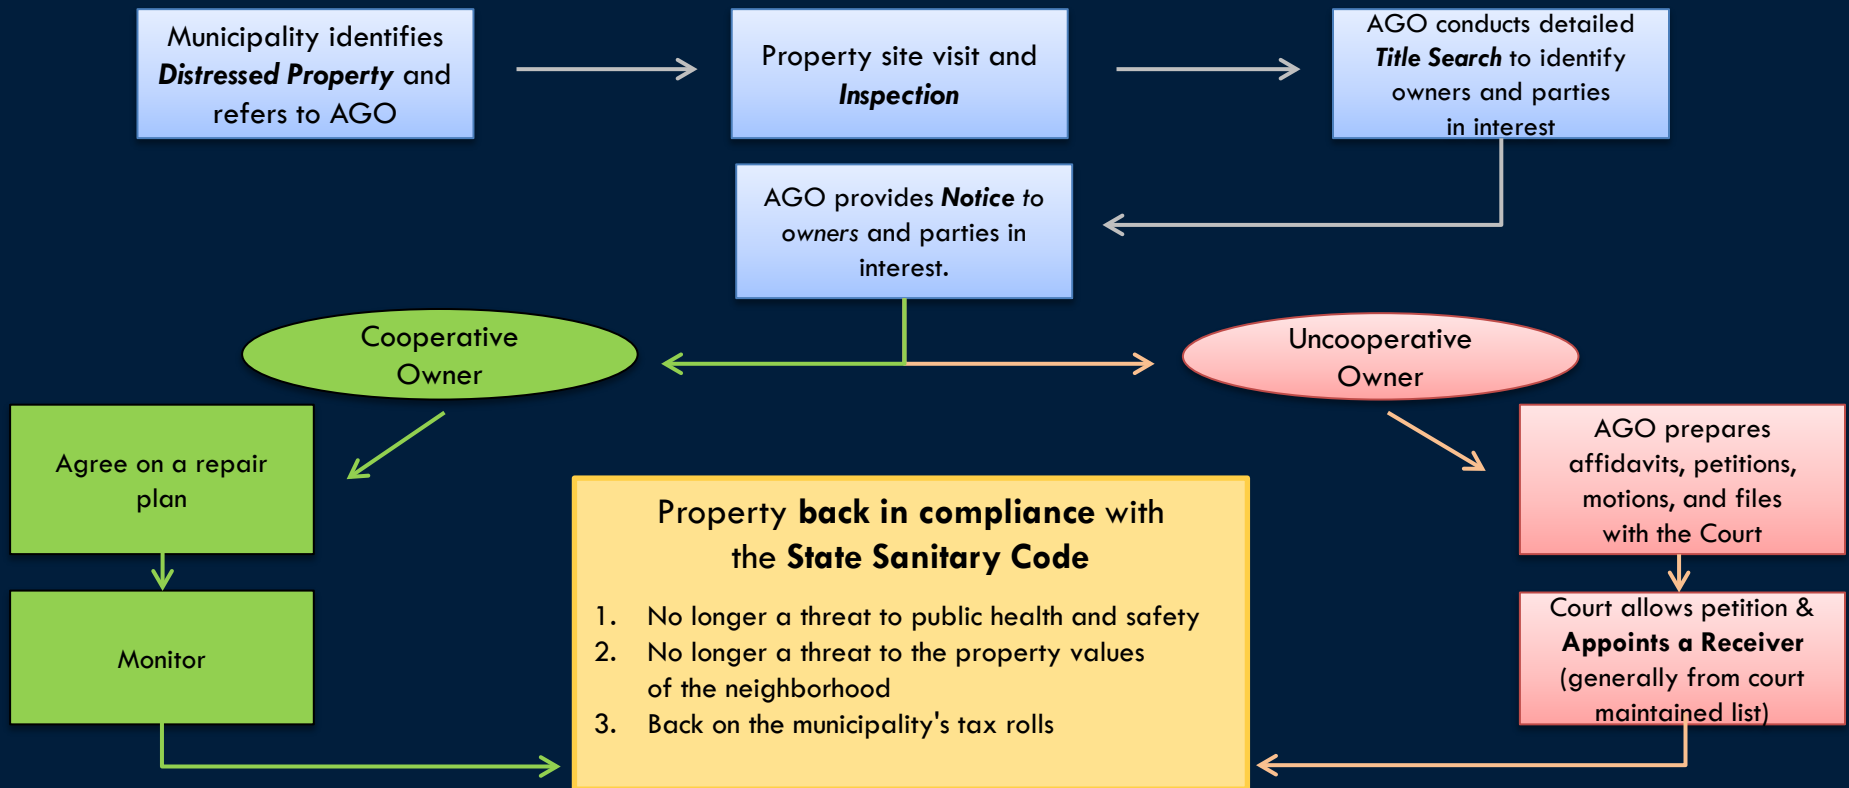 Municipality identifies
Distressed Property and
refers to AGO
Property site visit and
Inspection
AGO conducts detailed
Title Search to identify
owners and parties
in interest
AGO provides Notice to
owners and parties in
interest.
Cooperative
Owner
Uncooperative
Owner
Agree on a repair
plan
Monitor
AGO prepares
affidavits, petitions,
motions, and files
with the Court
Court allows petition &
Appoints a Receiver
(generally from court
maintained list)
Property back in compliance with
the State Sanitary Code
1. No longer a threat to public health and safety
2. No longer a threat to the property values
of the neighborhood
3. Back on the municipality's tax rolls